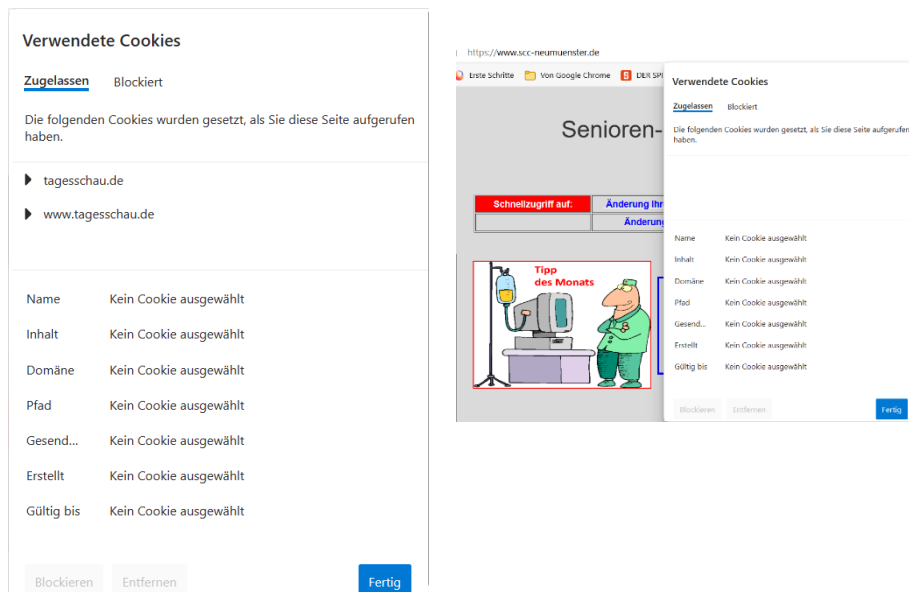 Verwendete Cookies
Zugelassen Blockiert
Die folgenden Cookies wurden gesetzt, als Sie diese Seite aufgerufen
haben.
tagesschau.de
www.tagesschau.de
Name Kein Cookie ausgewählt
Inhalt Kein Cookie ausgewählt
Domäne Kein Cookie ausgewählt
Pfad Kein Cookie ausgewählt
Gesend... Kein Cookie ausgewählt
Erstellt Kein Cookie ausgewählt
Gültig bis Kein Cookie ausgewählt
Blockieren Entfernen Fertig
https://www.scc-neumuenster.de
Erste Schritte Von Google Chrome DER SPI
Senioren-
Schnellzugriff auf: Änderung Ihr
Änderung
Tipp
des Monats
Verwendete Cookies
Zugelassen Blockiert
Die folgenden Cookies wurden gesetzt, als Sie diese Seite aufgerufen
haben.
Name Kein Cookie ausgewählt
Inhalt Kein Cookie ausgewählt
Domäne Kein Cookie ausgewählt
Pfad Kein Cookie ausgewählt
Gesend... Kein Cookie ausgewählt
Erstellt Kein Cookie ausgewählt
Gültig bis Kein Cookie ausgewählt
Blockieren Entfernen Fertig